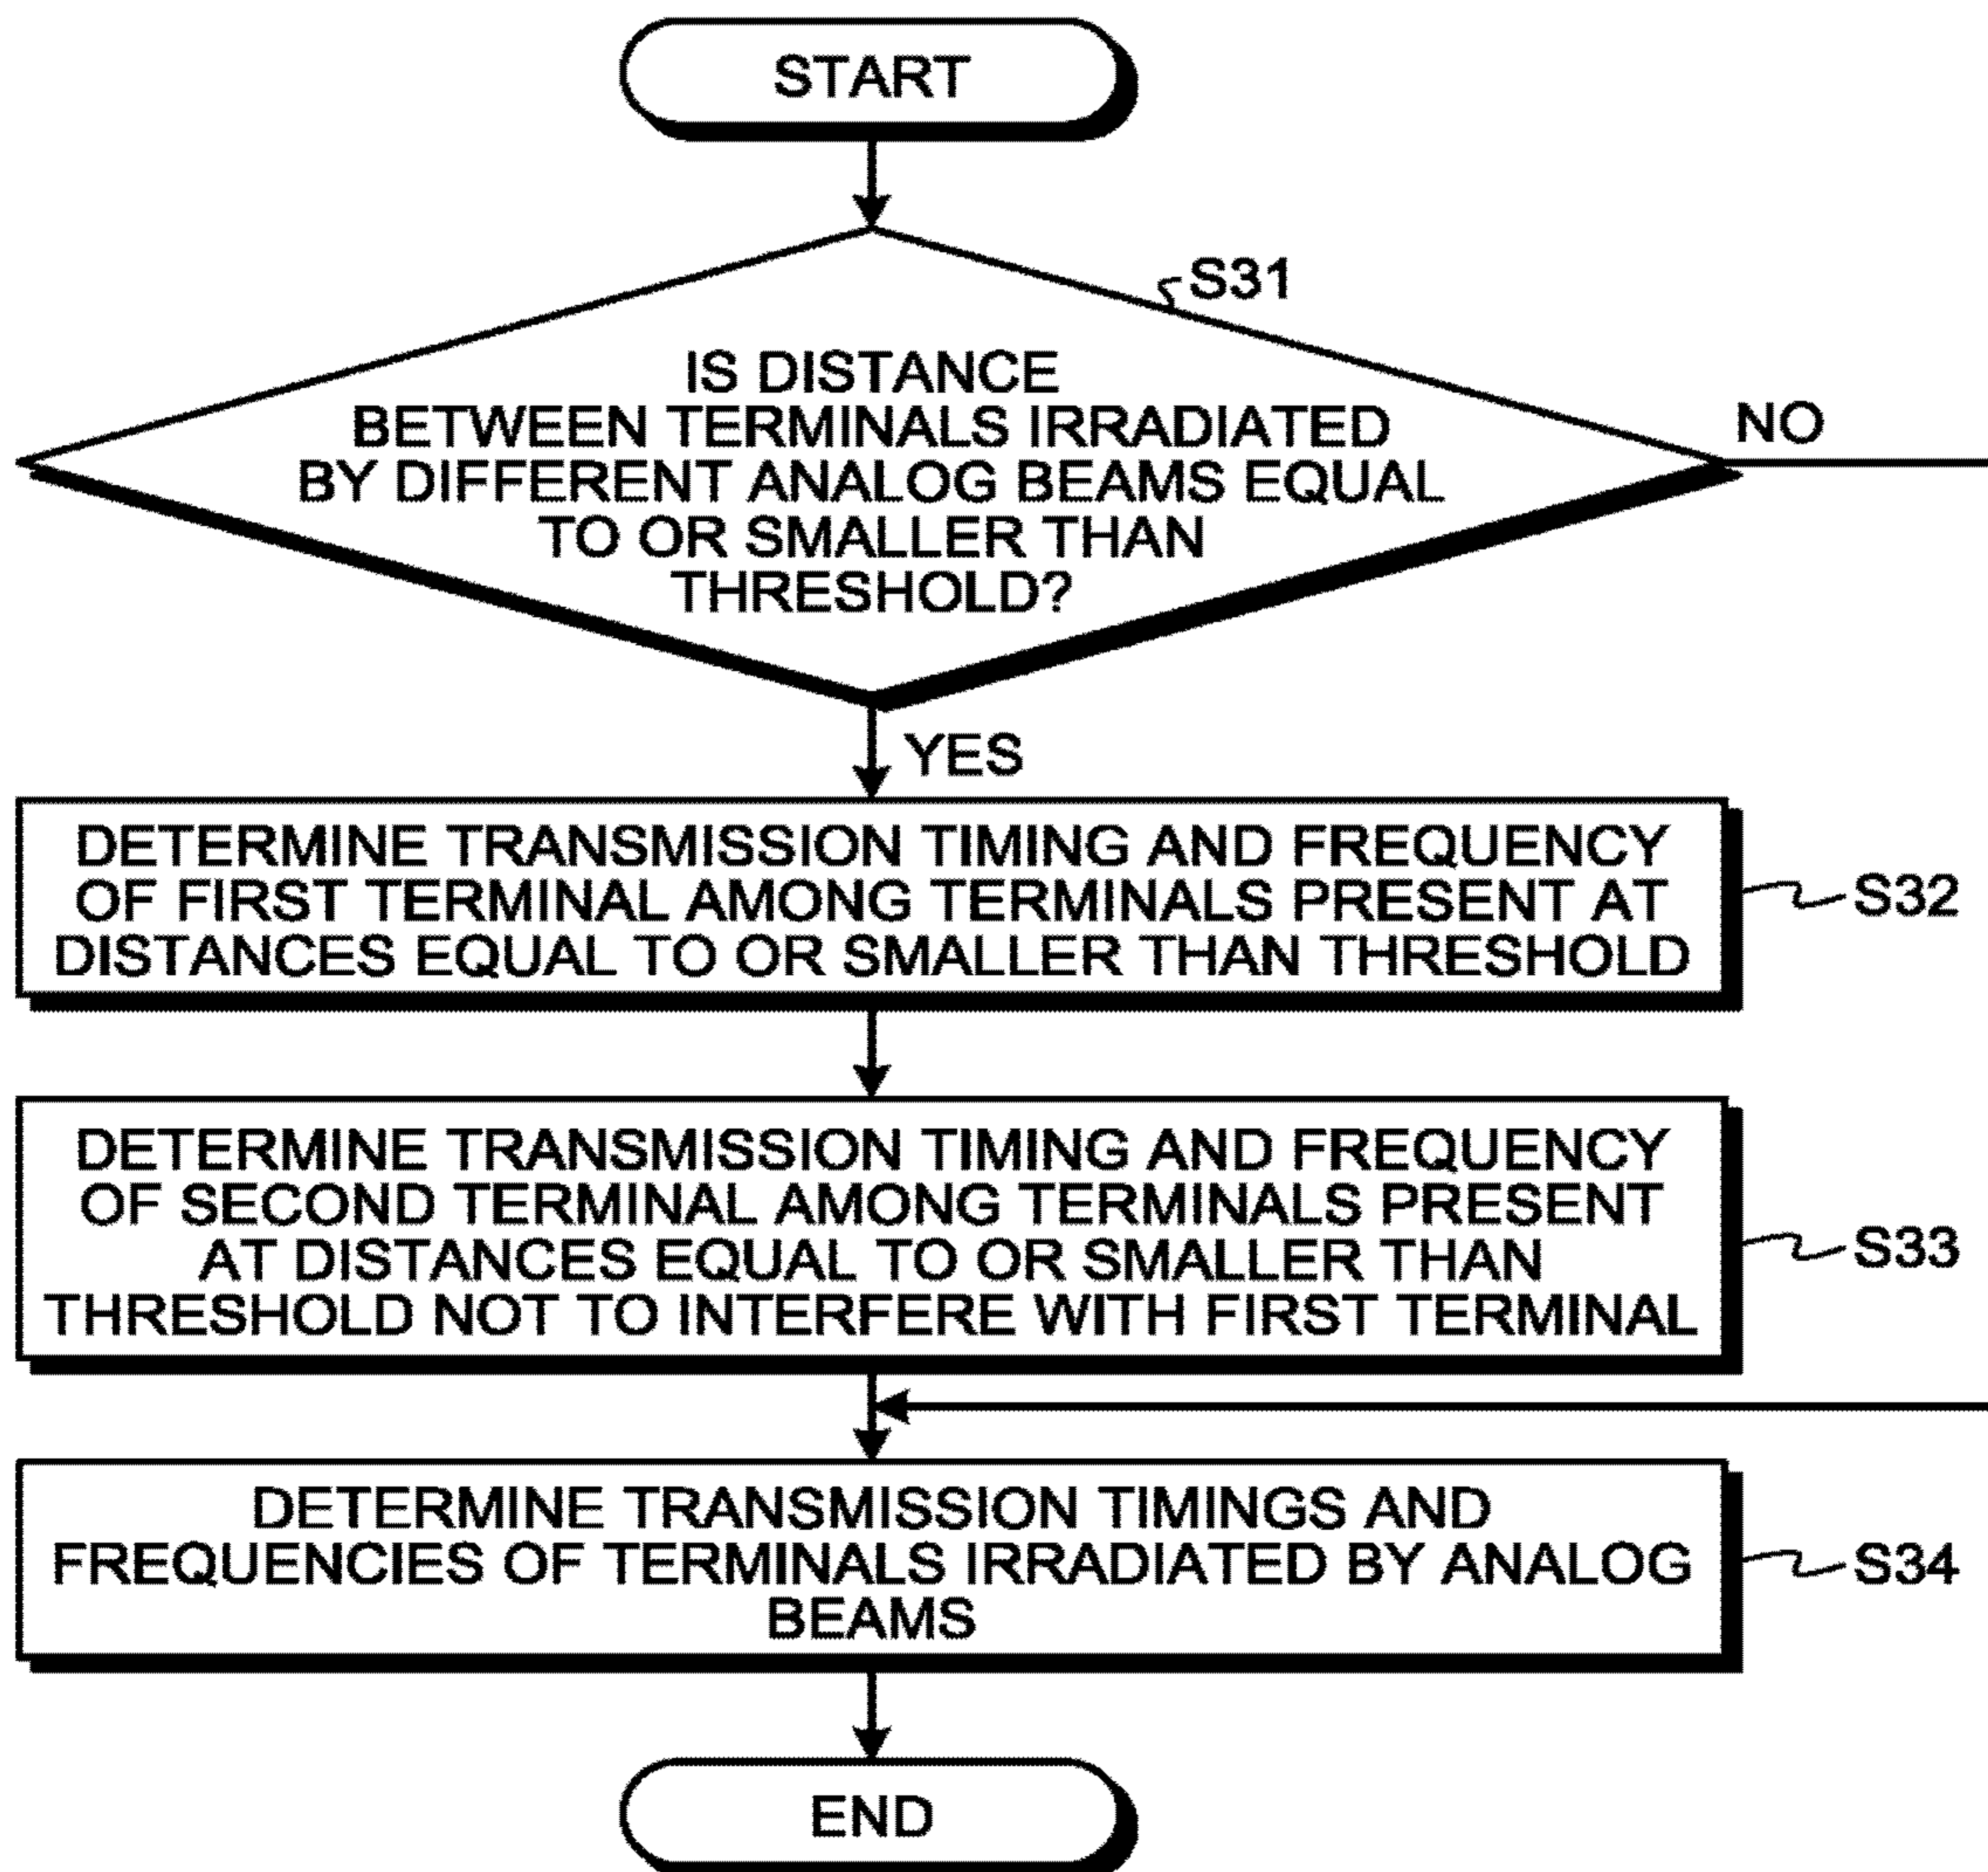 START
S31
IS DISTANCE
BETWEEN TERMINALS IRRADIATED
BY DIFFERENT ANALOG BEAMS EQUAL
TO OR SMALLER THAN
THRESHOLD?
NO
YES
DETERMINE TRANSMISSION TIMING AND FREQUENCY
OF FIRST TERMINAL AMONG TERMINALS PRESENT AT
DISTANCES EQUAL TO OR SMALLER THAN THRESHOLD
S32
DETERMINE TRANSMISSION TIMING AND FREQUENCY
OF SECOND TERMINAL AMONG TERMINALS PRESENT
AT DISTANCES EQUAL TO OR SMALLER THAN
THRESHOLD NOT TO INTERFERE WITH FIRST TERMINAL
S33
DETERMINE TRANSMISSION TIMINGS AND
FREQUENCIES OF TERMINALS IRRADIATED BY ANALOG
BEAMS
S34
END